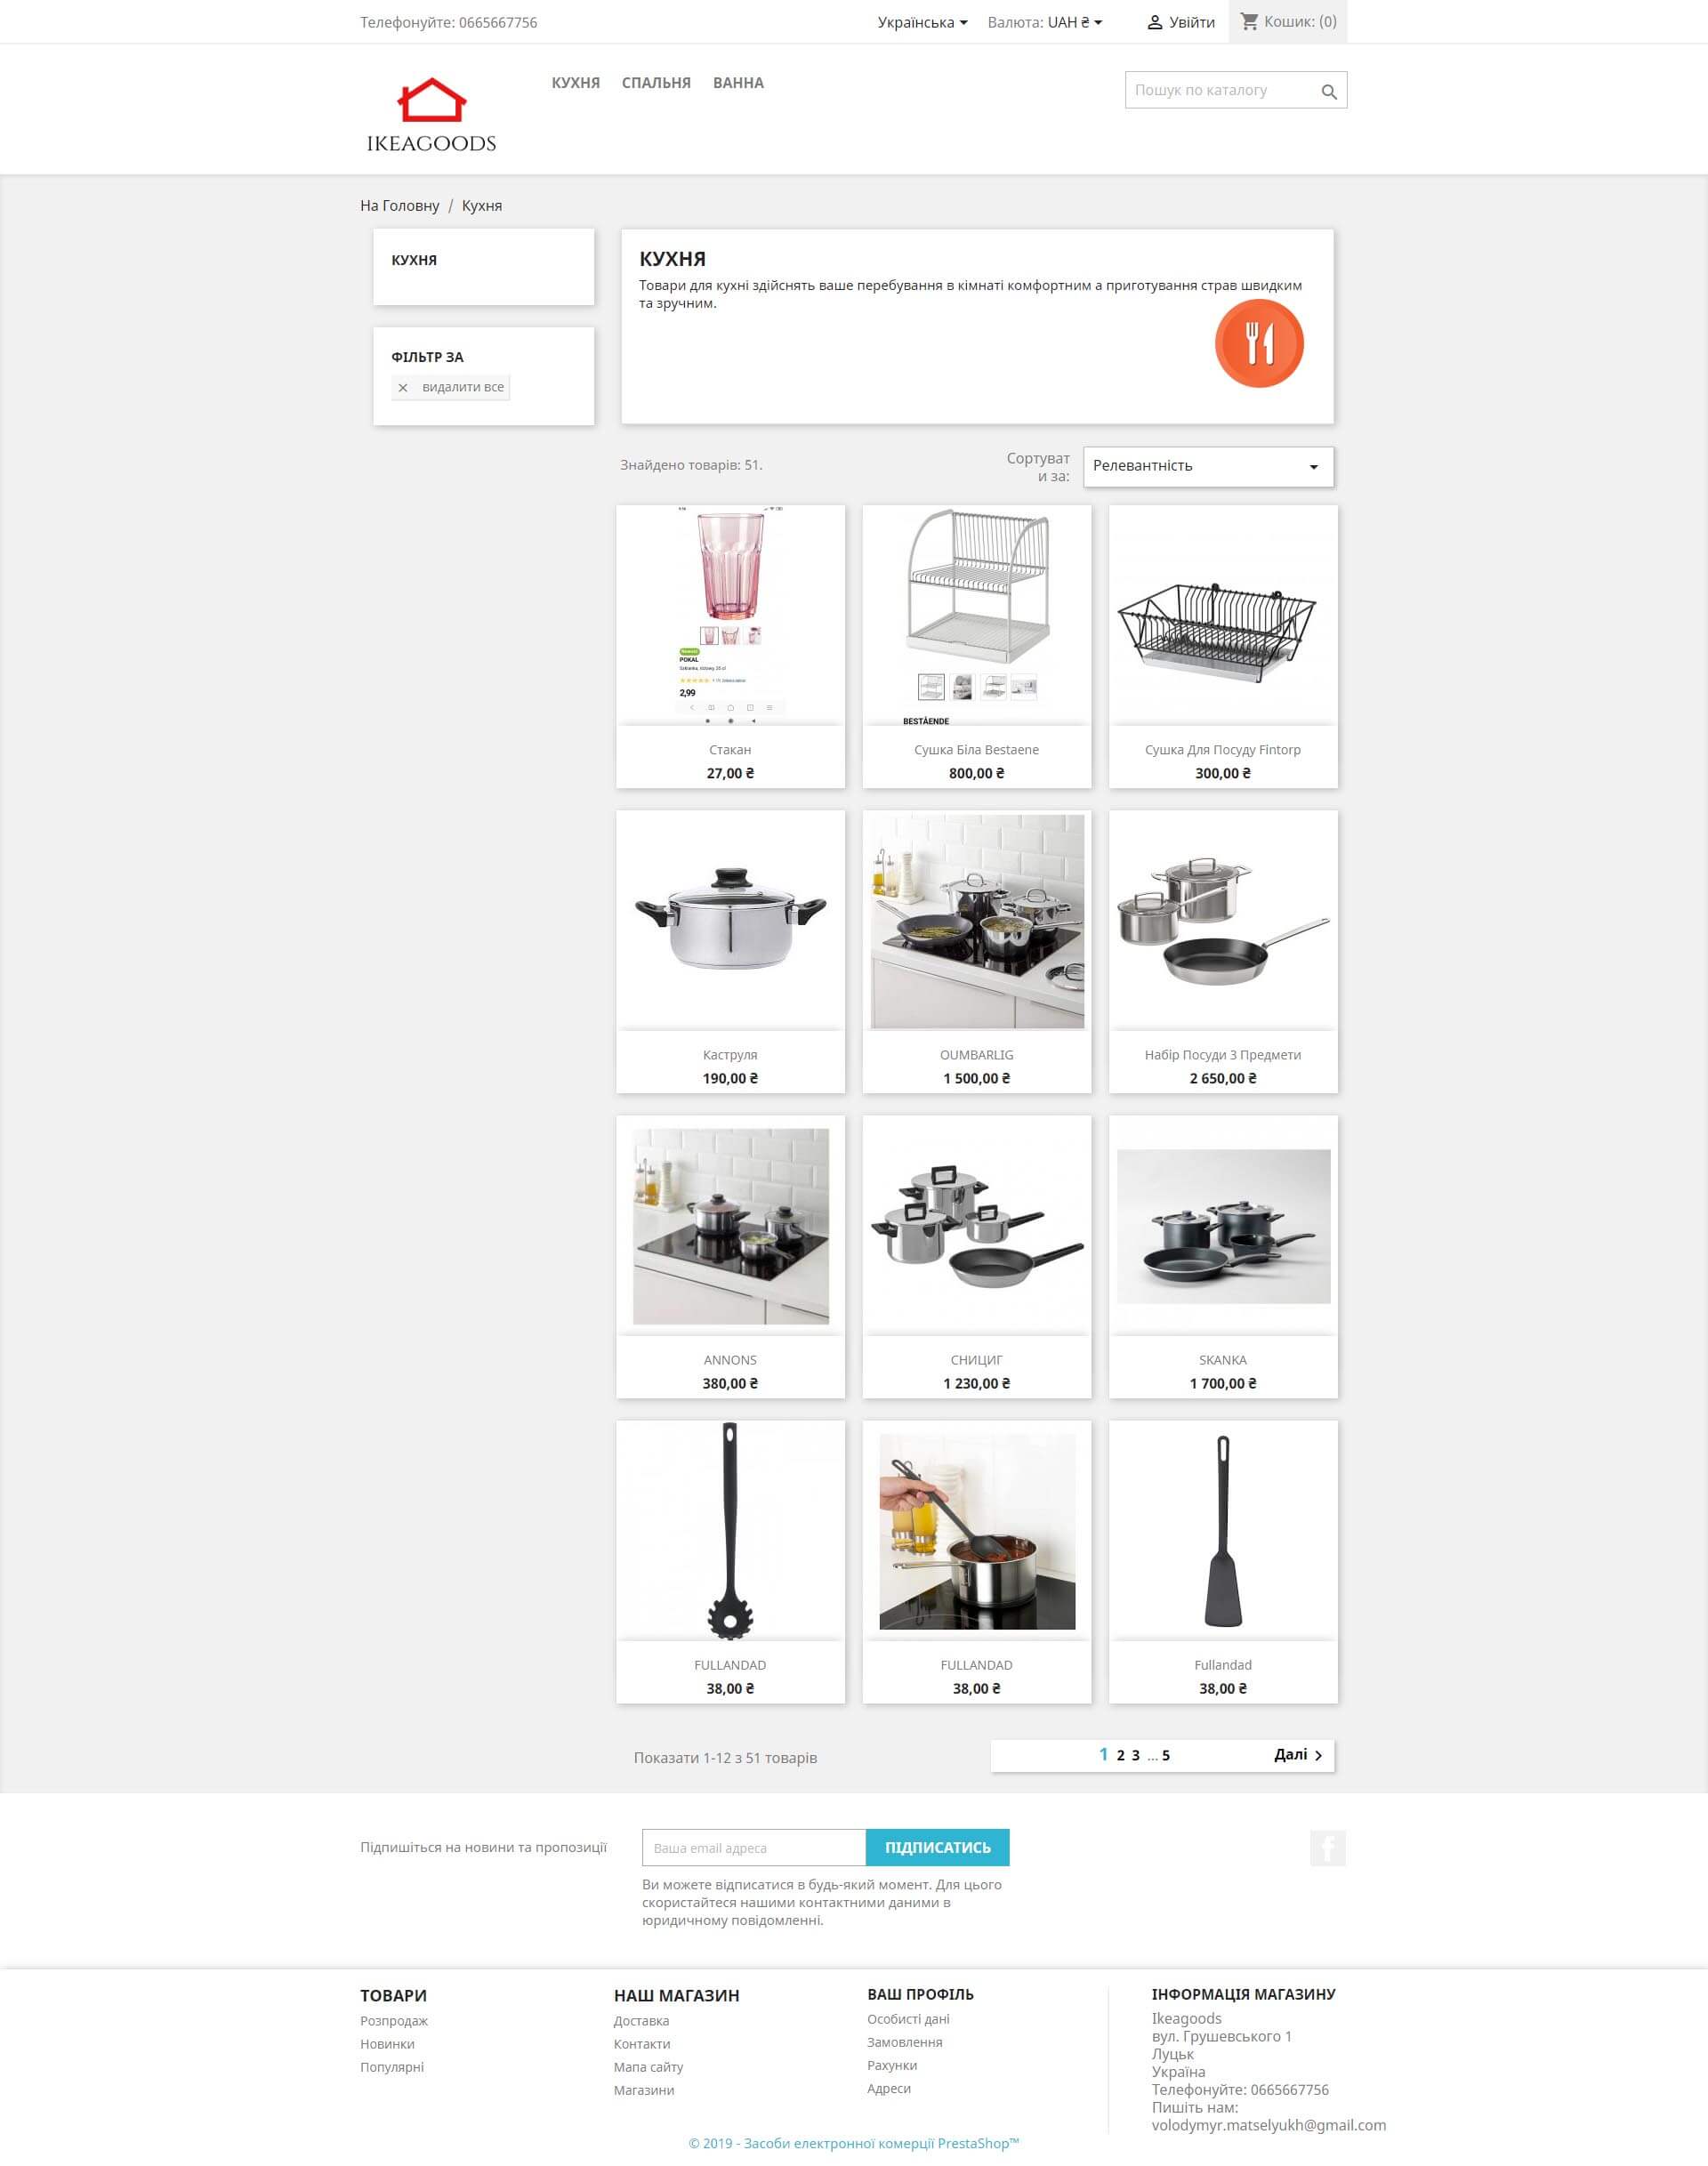 Телефонуйте: 0665667756
Українська
Валюта: UAH ₴
Увійти
Кошик: (0)
IKEAGOODS
КУХНЯ
СПАЛЬНЯ
ВАННА
Пошук по каталогу
На Головну / Кухня
КУХНЯ
ФІЛЬТР ЗА
видалити все
КУХНЯ
Товари для кухні здійснять ваше перебування в кімнаті комфортним а приготування страв швидким
та зручним.
Знайдено товарів: 51.
Сортуват
и за:
Релевантність
POKAL
2,99
BESTÅENDE
Стакан
27,00 ₴
Сушка Біла Bestaene
800,00 ₴
Сушка Для Посуду Fintorp
300,00 ₴
Каструля
190,00 ₴
OUMBARLIG
1 500,00 ₴
Набір Посуди 3 Предмети
2 650,00 ₴
ANNONS
380,00 ₴
СНИЦИГ
1 230,00 ₴
SKANKA
1 700,00 ₴
FULLANDAD
38,00 ₴
FULLANDAD
38,00 ₴
Fullandad
38,00 ₴
Показати 1-12 з 51 товарів
1 2 3 … 5
Далі
Підпишіться на новини та пропозиції
Ваша email адреса
ПІДПИСАТИСЬ
Ви можете відписатися в будь-який момент. Для цього
скористайтеся нашими контактними даними в
юридичному повідомленні.
ТОВАРИ
Розпродаж
Новинки
Популярні
НАШ МАГАЗИН
Доставка
Контакти
Мапа сайту
Магазини
ВАШ ПРОФІЛЬ
Особисті дані
Замовлення
Рахунки
Адреси
ІНФОРМАЦІЯ МАГАЗИНУ
Ikeagoods
вул. Грушевського 1
Луцьк
Україна
Телефонуйте: 0665667756
Пишіть нам:
volodymyr.matselyukh@gmail.com
© 2019 - Засоби електронної комерції PrestaShop™